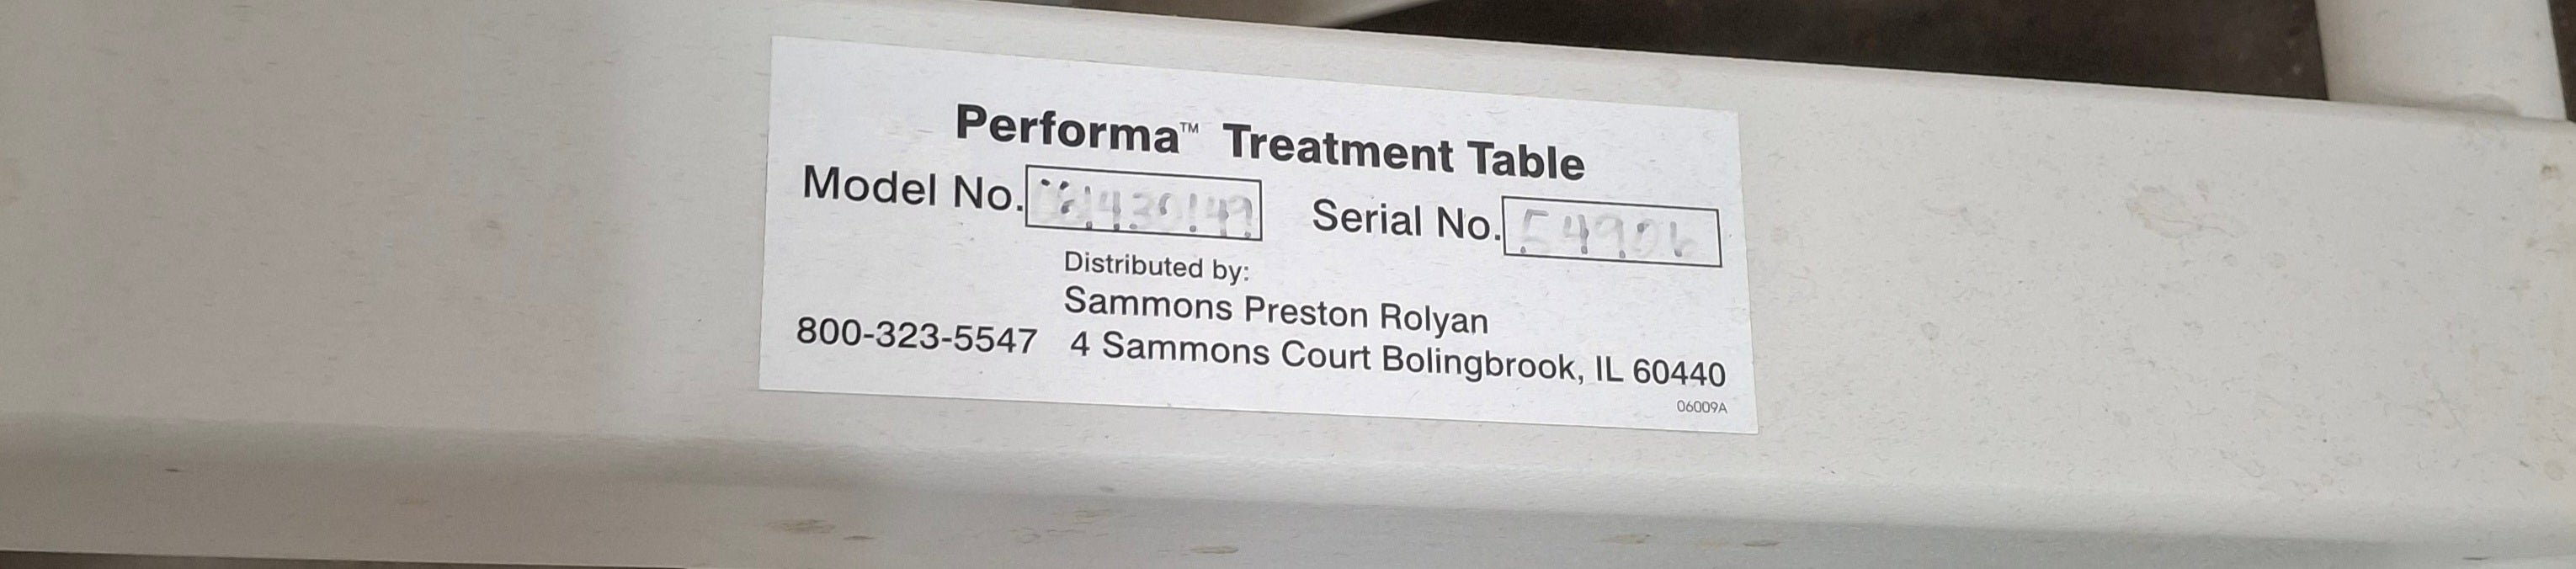 Performa™ Treatment Table
Model No. Serial No. 54906
Distributed by:
Sammons Preston Rolyan
800-323-5547 4 Sammons Court Bolingbrook, IL 60440
06009A